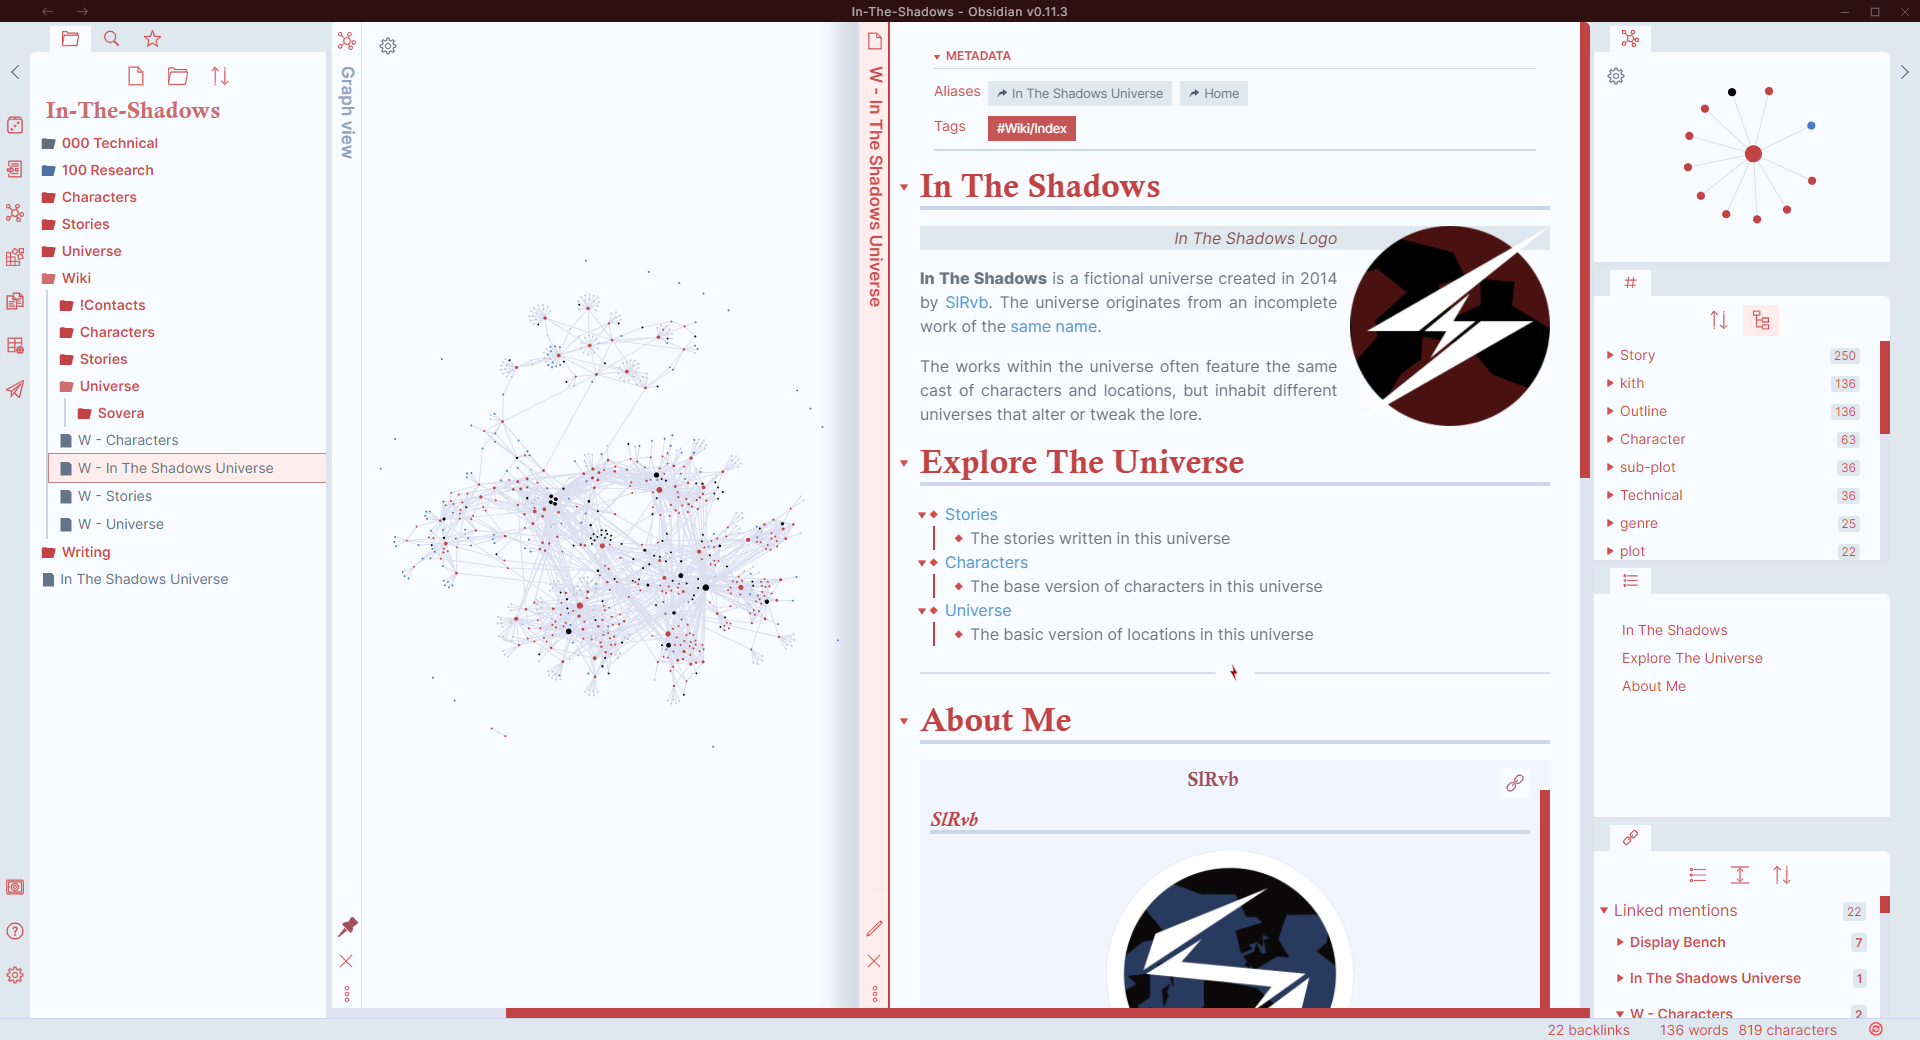 In-The-Shadows - Obsidian v0.11.3
In-The-Shadows
000 Technical
100 Research
Characters
Stories
Universe
Wiki
!Contacts
Characters
Stories
Universe
Sovera
W - Characters
W - In The Shadows Universe
W - Stories
W - Universe
Writing
In The Shadows Universe
Graph view
W - In The Shadows Universe
METADATA
Aliases In The Shadows Universe Home
Tags #Wiki/Index
In The Shadows
In The Shadows Logo
In The Shadows is a fictional universe created in 2014
by SlRvb. The universe originates from an incomplete
work of the same name.
The works within the universe often feature the same
cast of characters and locations, but inhabit different
universes that alter or tweak the lore.
Explore The Universe
Stories
The stories written in this universe
Characters
The base version of characters in this universe
Universe
The basic version of locations in this universe
About Me
SlRvb
SlRvb
#
Story 250
kith 136
Outline 136
Character 63
sub-plot 36
Technical 36
genre 25
plot 22
In The Shadows
Explore The Universe
About Me
Linked mentions 22
Display Bench 7
In The Shadows Universe 1
W - Characters 2
22 backlinks 136 words 819 characters